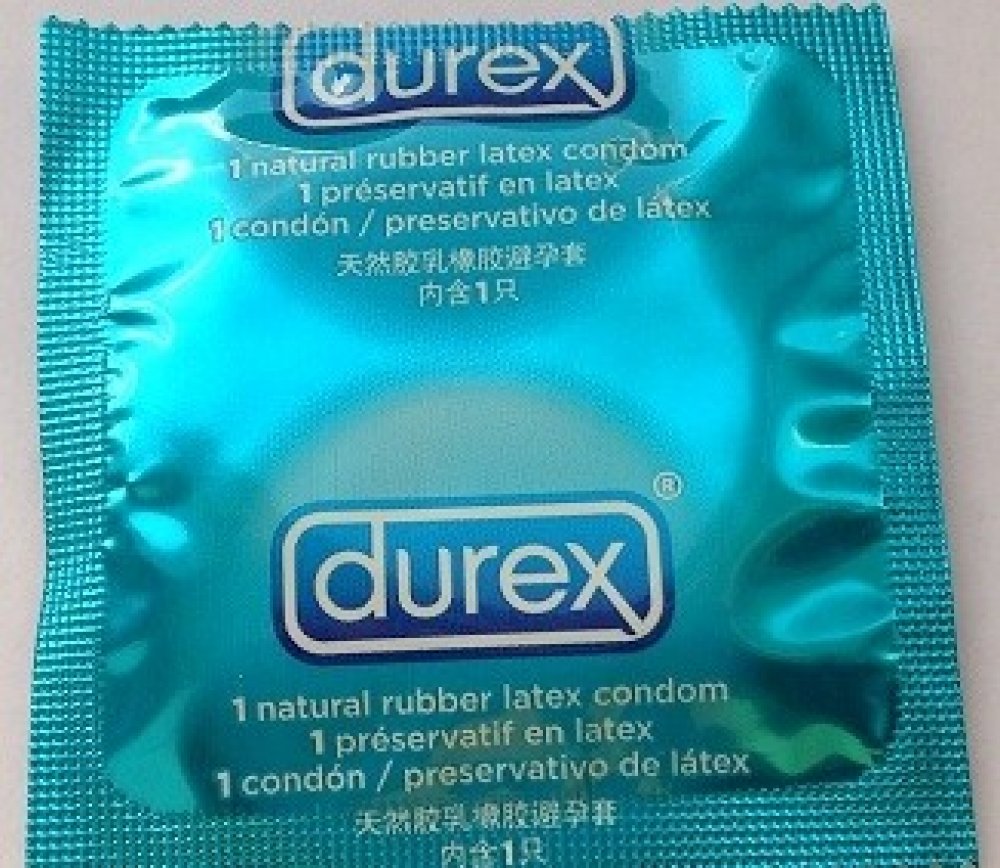 durex
1 natural rubber latex condom
1 préservatif en latex
1 condón / preservativo de látex
天然胶乳橡胶避孕套
内含1只
durex®
1 natural rubber latex condom
1 préservatif en latex
1 condón / preservativo de látex
天然胶乳橡胶避孕套
内含1只